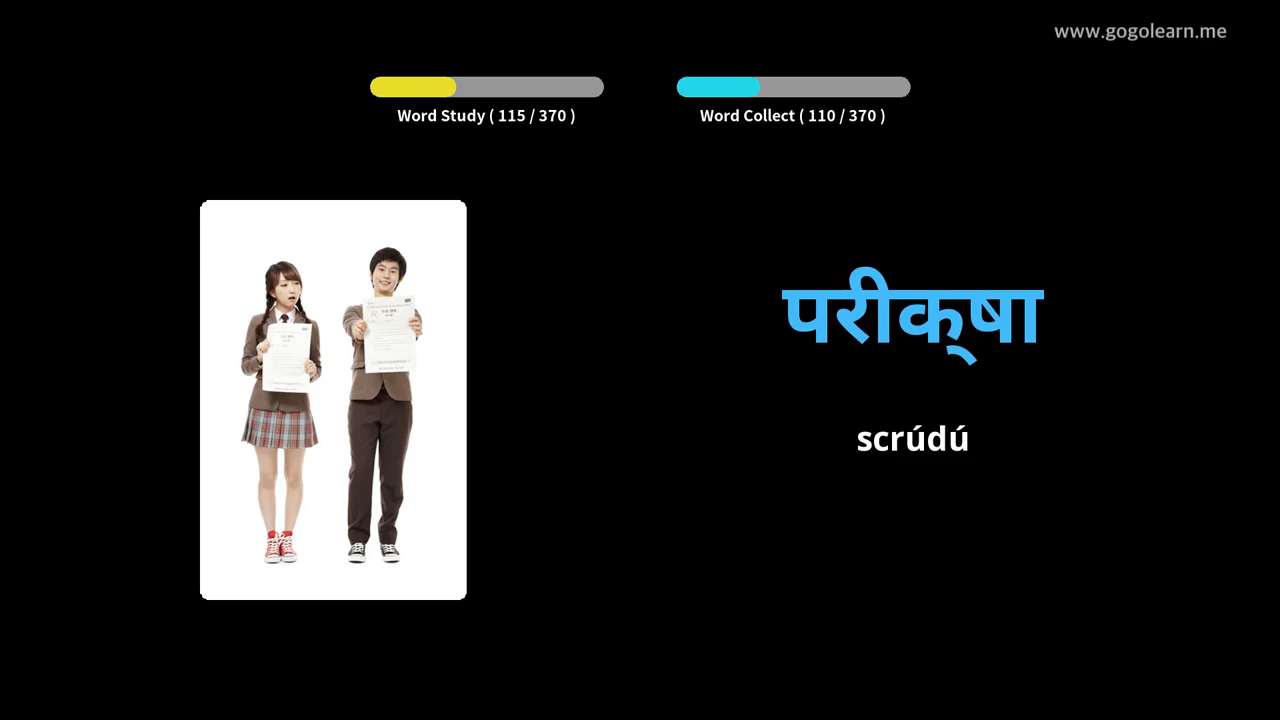 www.gogolearn.me
Word Study ( 115 / 370 )
Word Collect ( 110 / 370 )
परीक्‌षा
scrúdú